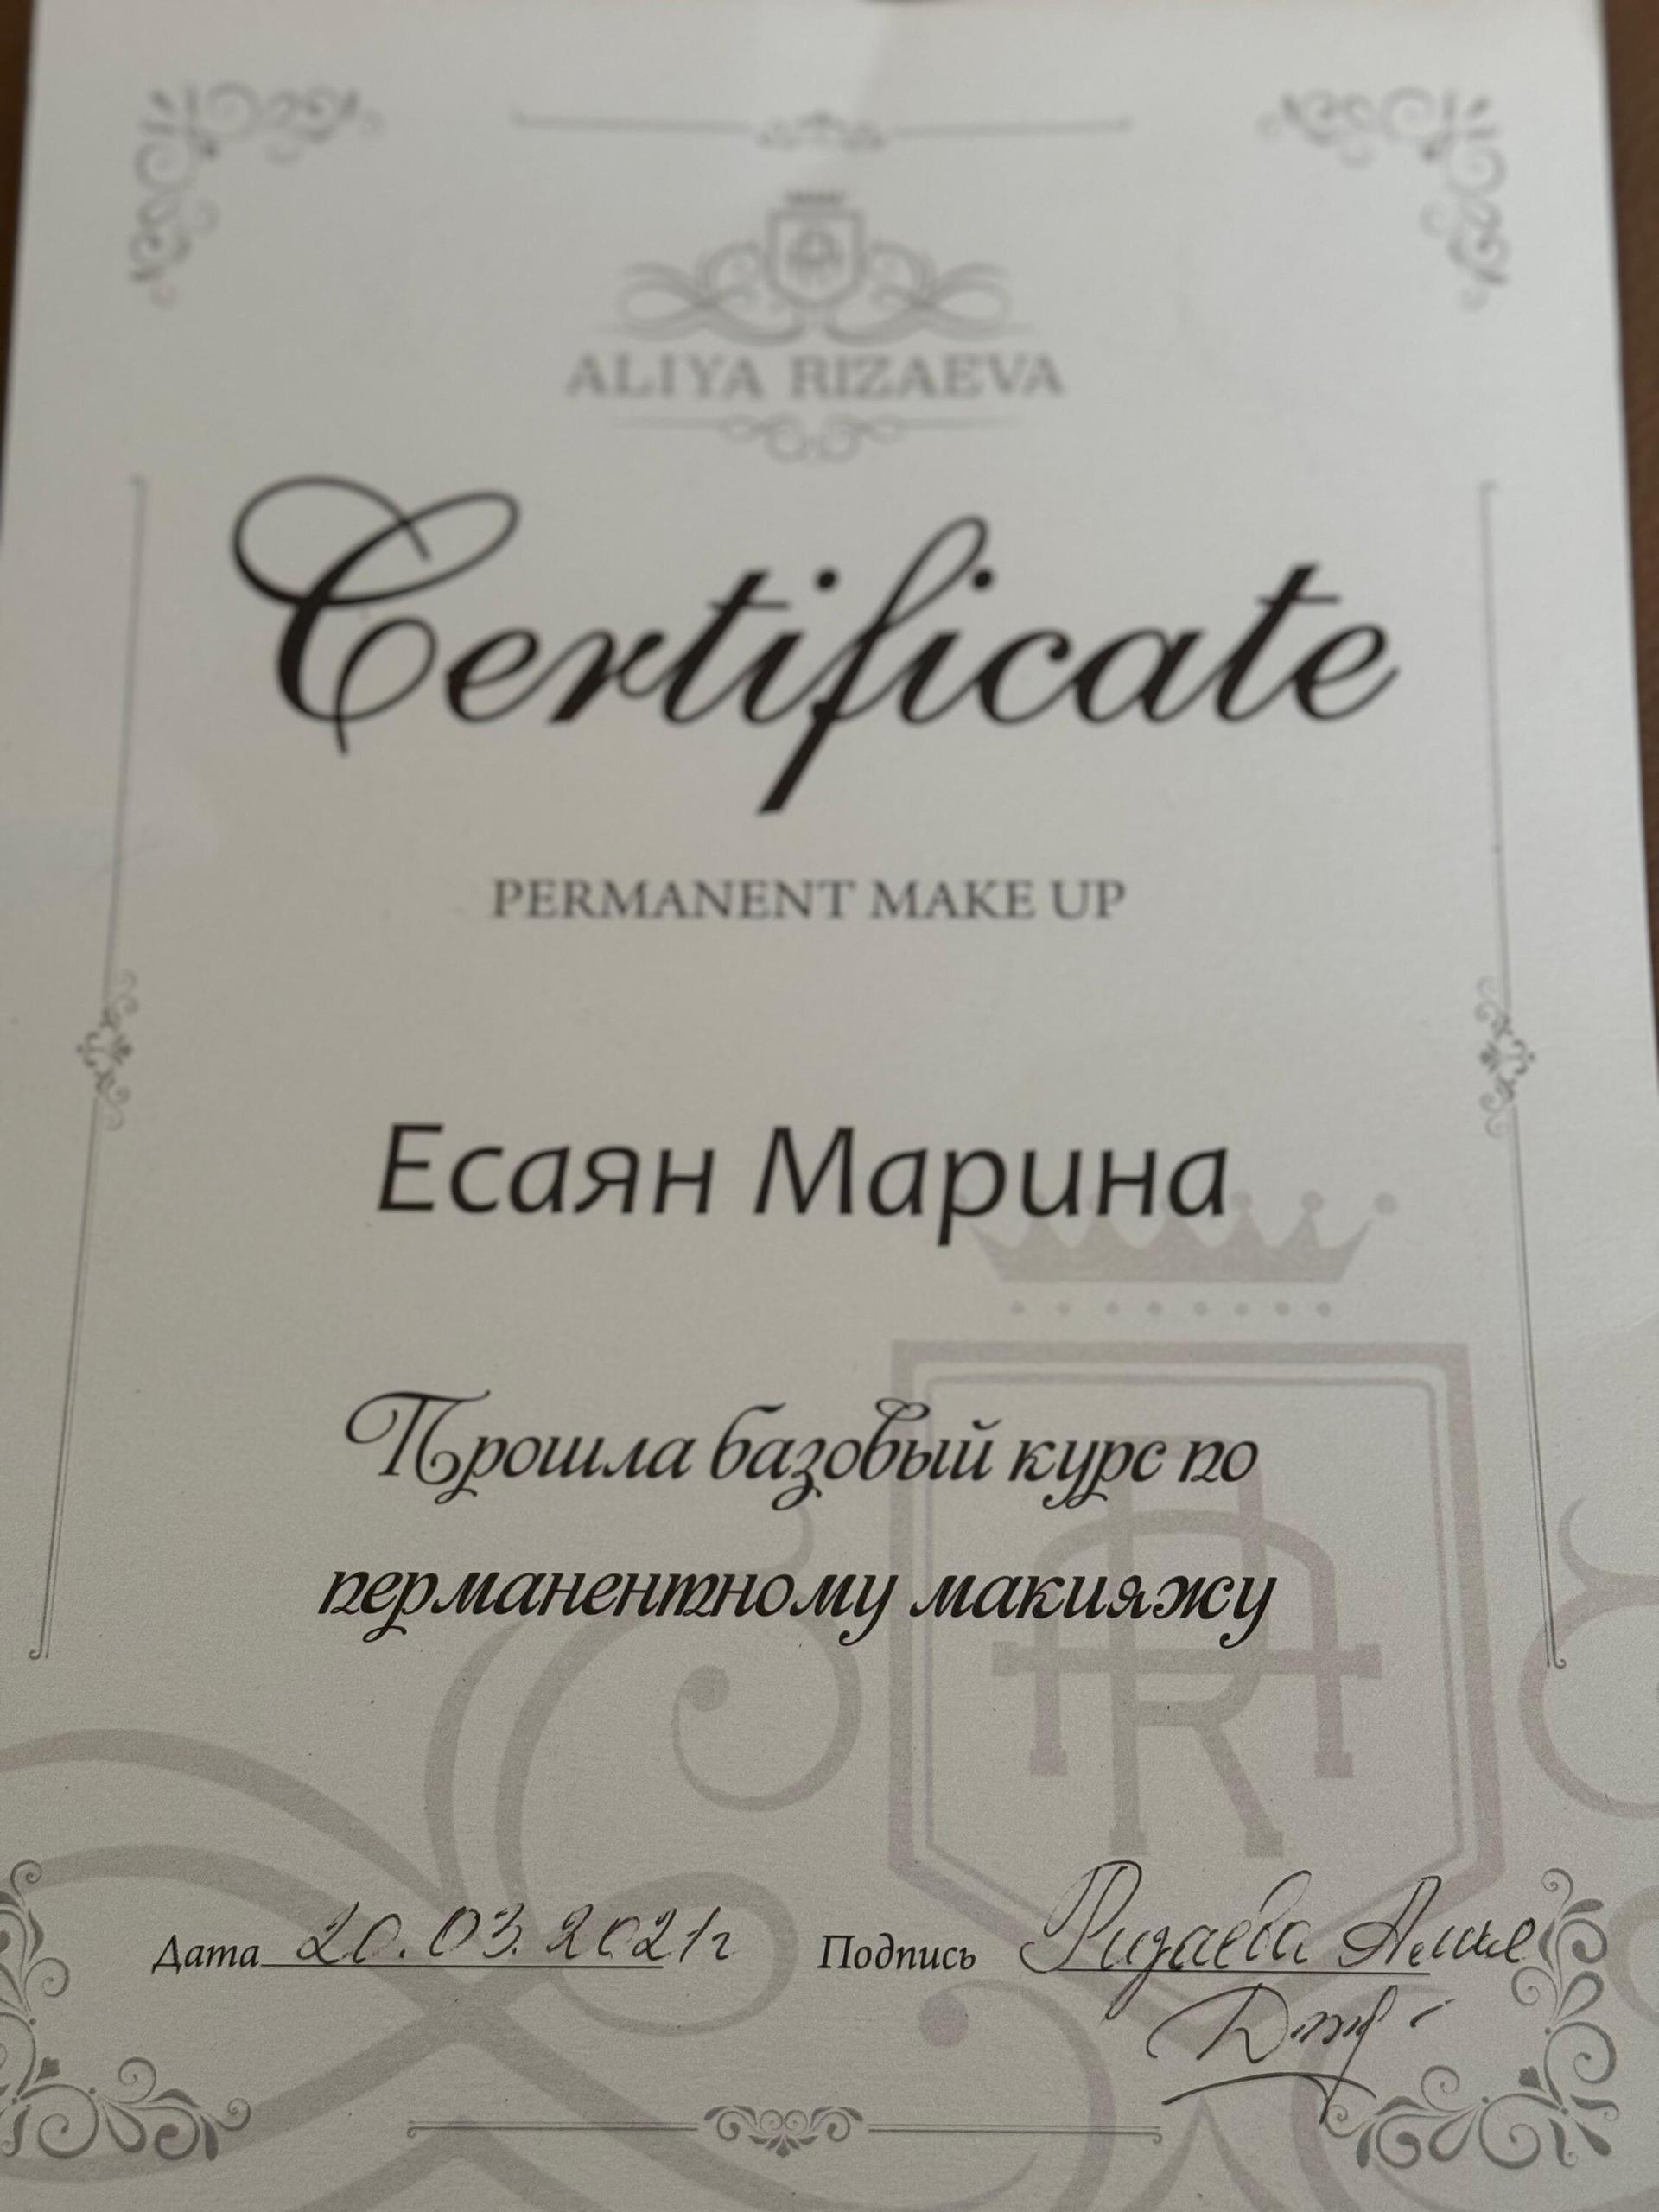 ALIYA RIZAEVA
Certificate
PERMANENT MAKE UP
Есаян Марина
Прошла базовый курс по
перманентному макияжу
Дата 20.03.2021г Подпись Ризаева Алия